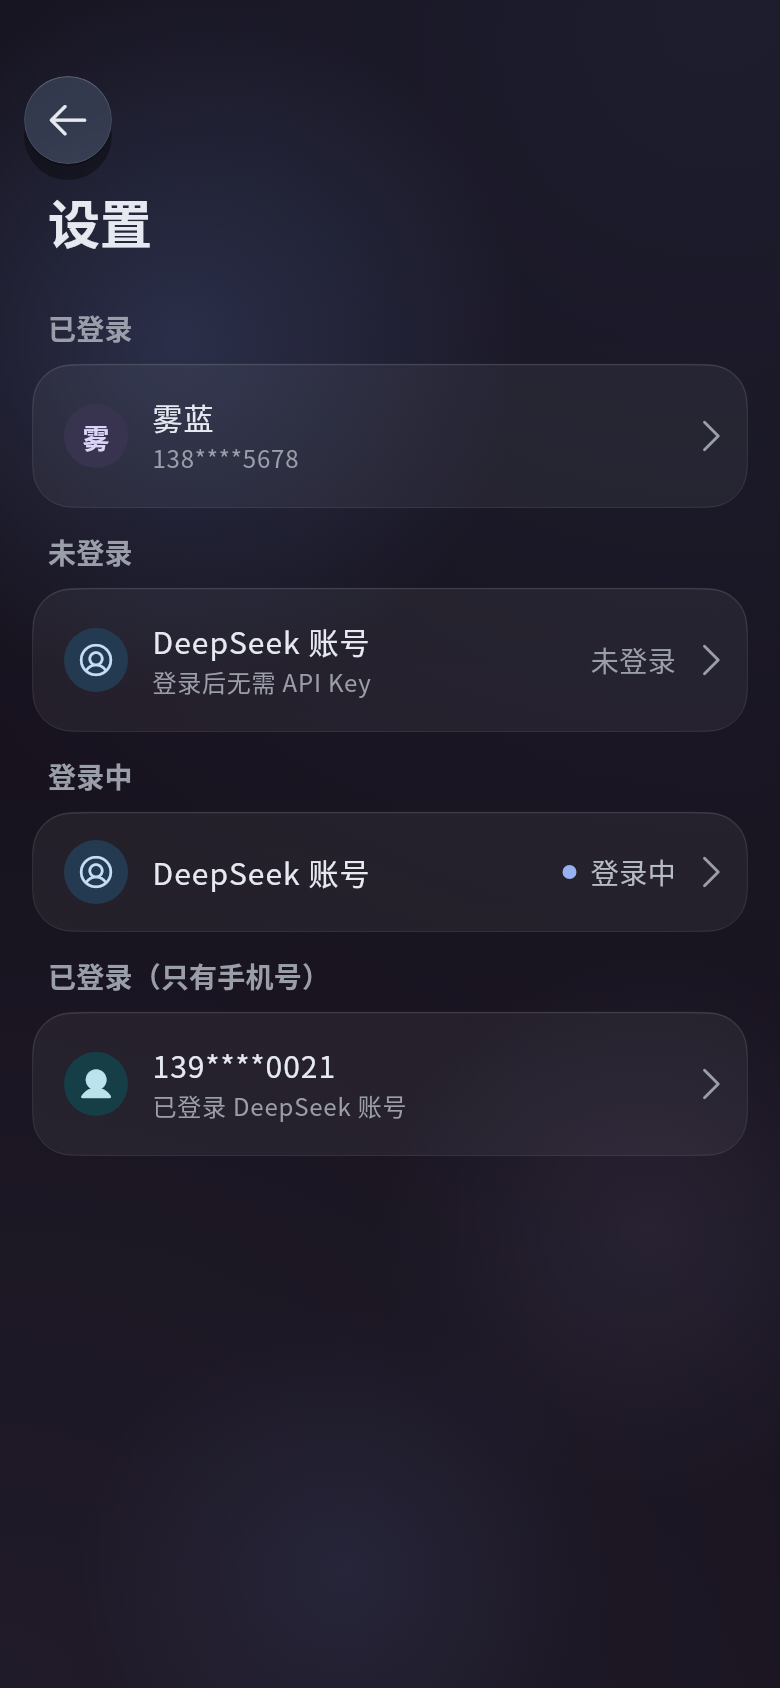 设置
已登录
雾
雾蓝
138****5678
未登录
DeepSeek 账号
登录后无需 API Key
未登录
登录中
DeepSeek 账号
登录中
已登录（只有手机号）
139****0021
已登录 DeepSeek 账号